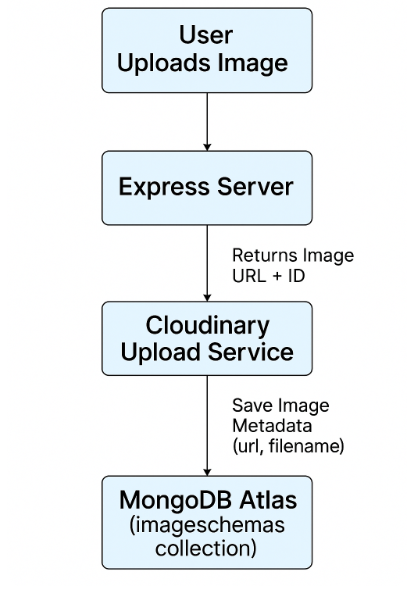 User
Uploads Image
Express Server
Returns Image
URL + ID
Cloudinary
Upload Service
Save Image
Metadata
(url, filename)
MongoDB Atlas
(imageschemas
collection)